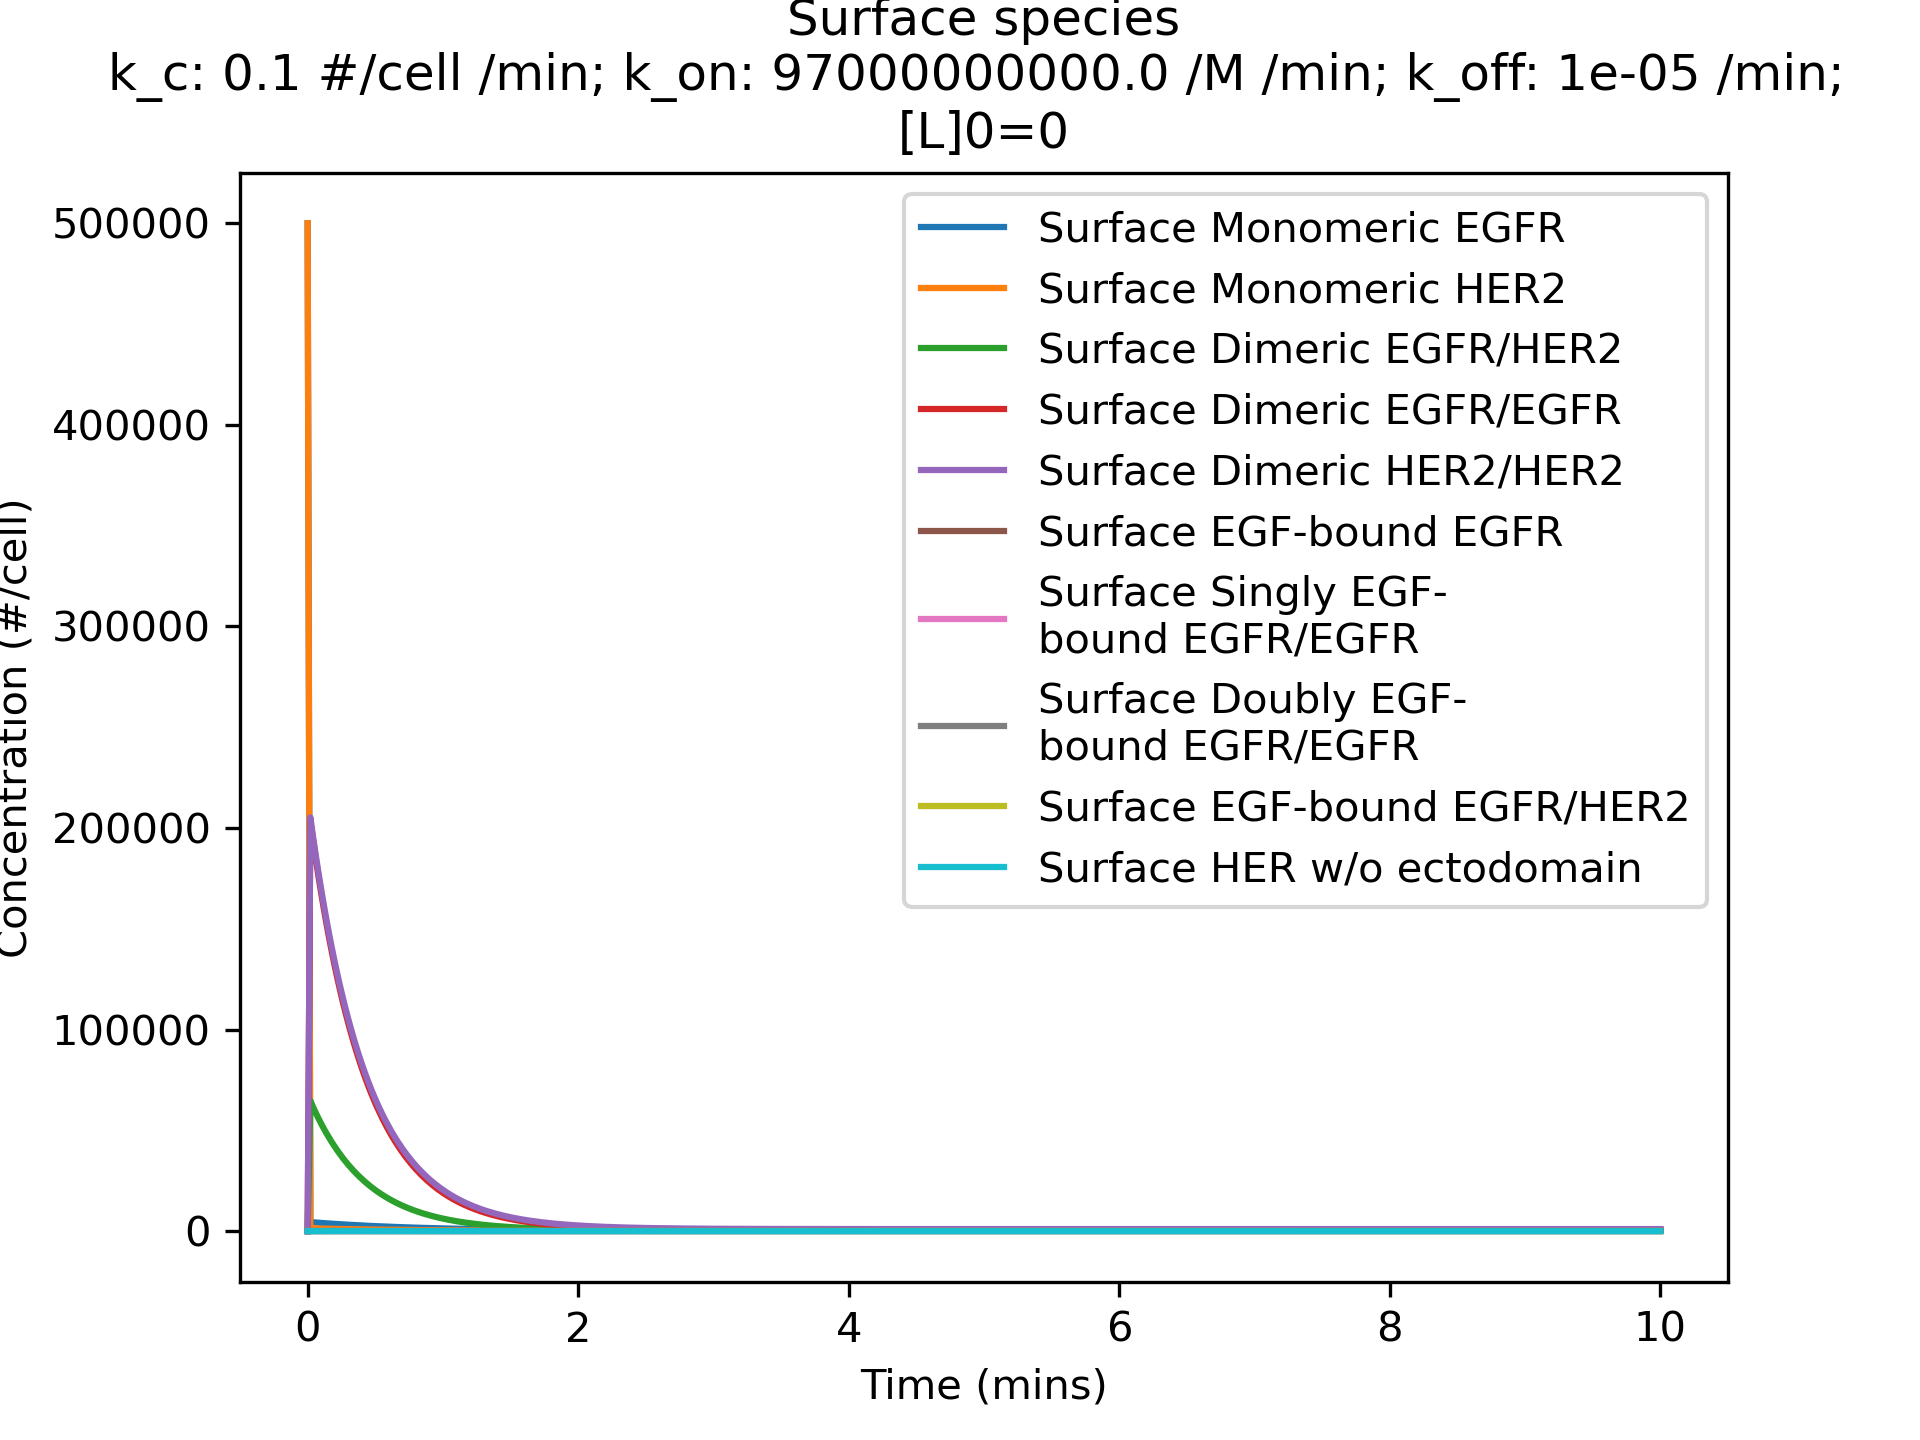 Surface species
k_c: 0.1 #/cell /min; k_on: 97000000000.0 /M /min; k_off: 1e-05 /min;
[L]0=0
500000
400000
300000
200000
100000
0
Concentration (#/cell)
Surface Monomeric EGFR
Surface Monomeric HER2
Surface Dimeric EGFR/HER2
Surface Dimeric EGFR/EGFR
Surface Dimeric HER2/HER2
Surface EGF-bound EGFR
Surface Singly EGF-
bound EGFR/EGFR
Surface Doubly EGF-
bound EGFR/EGFR
Surface EGF-bound EGFR/HER2
Surface HER w/o ectodomain
0 2 4 6 8 10
Time (mins)